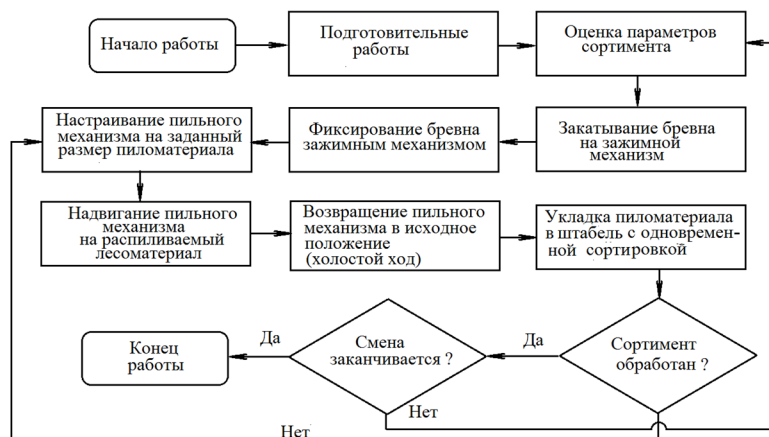 Начало работы
Подготовительные
работы
Оценка параметров
сортимента
Настраивание пильного
механизма на заданный
размер пиломатериала
Фиксирование бревна
зажимным механизмом
Закатывание бревна
на зажимной
механизм
Надвигание пильного
механизма
на распиливаемый
лесоматериал
Возвращение пильного
механизма в исходное
положение
(холостой ход)
Укладка пиломатериала
в штабель с одновремен-
ной сортировкой
Конец
работы
Да
Смена
заканчивается ?
Да
Сортимент
обработан ?
Нет
Нет